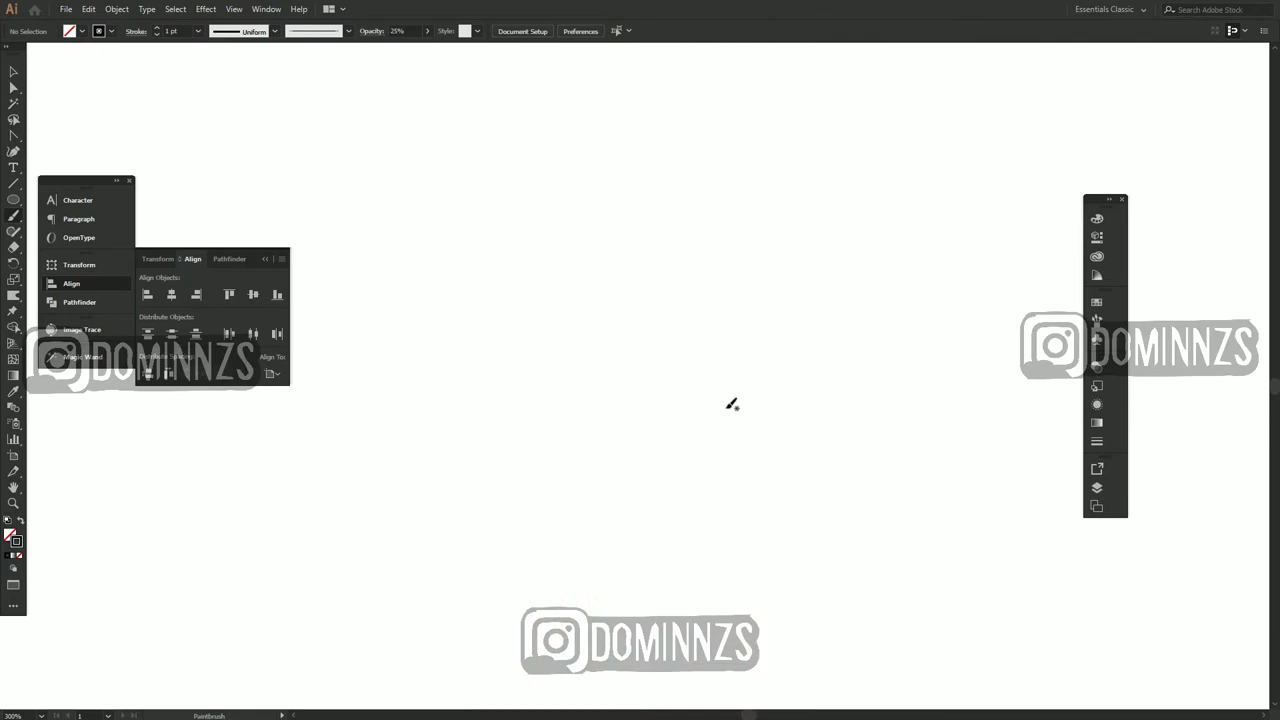 Ai File Edit Object Type Select Effect View Window Help Essentials Classic Search Adobe Stock
No Selection Stroke: 1 pt Uniform Opacity: 25% Style: Document Setup Preferences
Character
Paragraph
OpenType
Transform
Align
Pathfinder
Image Trace
Magic Wand
Transform Align Pathfinder
Align Objects:
Distribute Objects:
Distribute Spacing Align To:
DOMINNZS
DOMINNZS
DOMINNZS
300% 1 Paintbrush